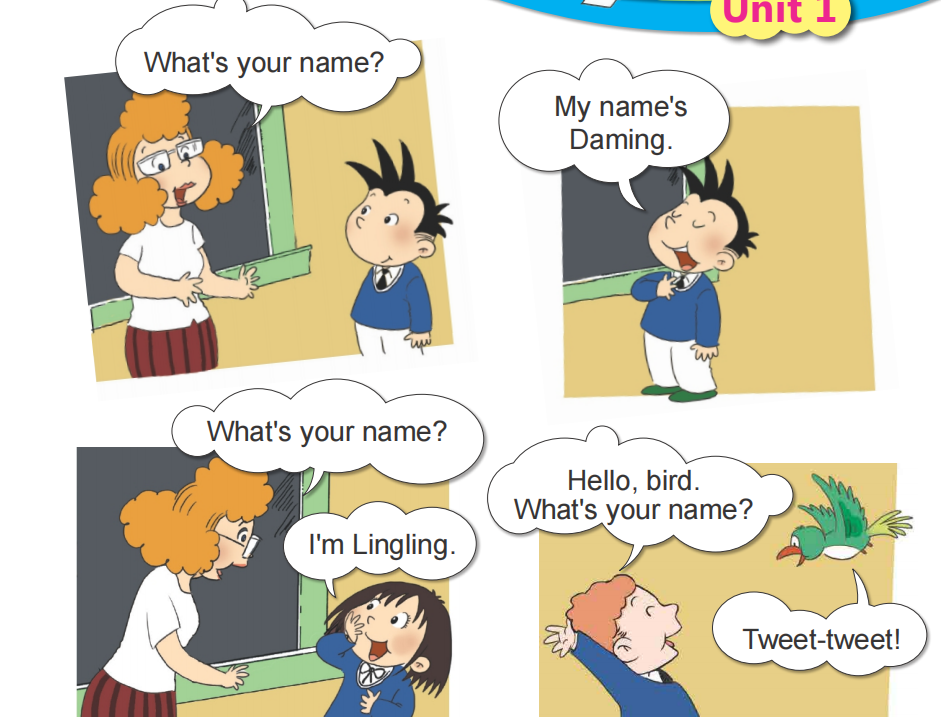 Unit 1
What's your name?
My name's
Daming.
What's your name?
I'm Lingling.
Hello, bird.
What's your name?
Tweet-tweet!